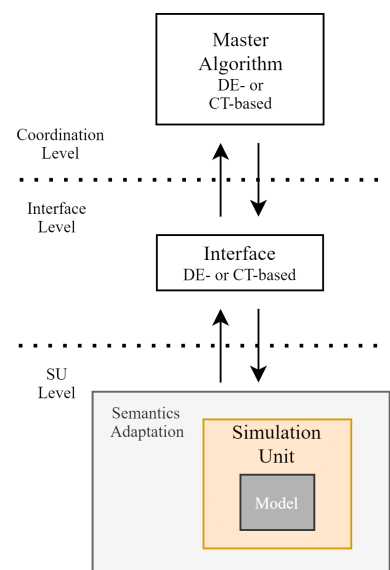 Master
Algorithm
DE- or
CT-based
Coordination
Level
Interface
Level
Interface
DE- or CT-based
SU
Level
Semantics
Adaptation
Simulation
Unit
Model